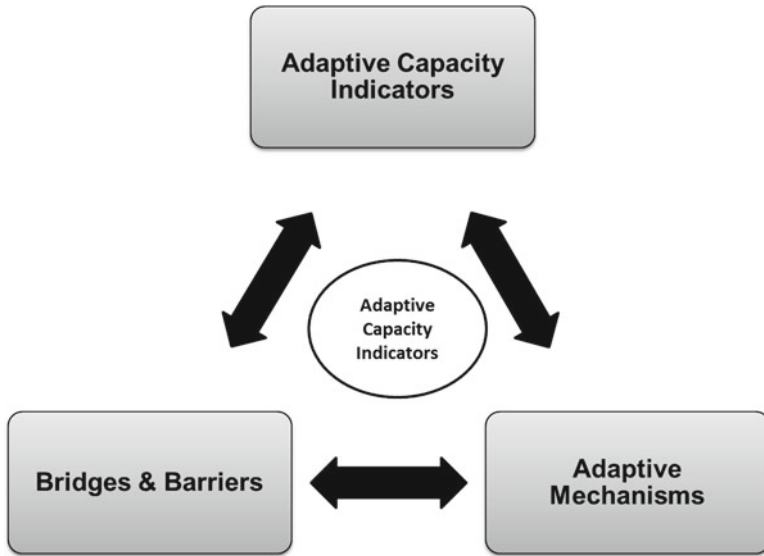 Adaptive Capacity
Indicators
Adaptive
Capacity
Indicators
Bridges & Barriers
Adaptive
Mechanisms